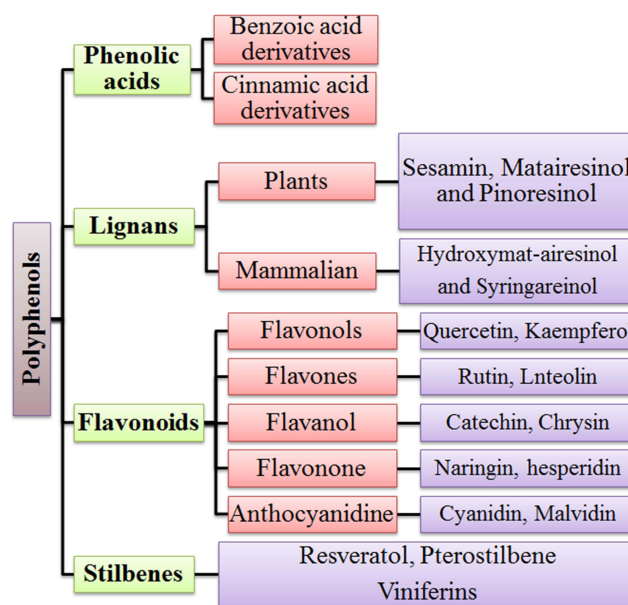 Polyphenols
Phenolic
acids
Benzoic acid
derivatives
Cinnamic acid
derivatives
Lignans
Plants
Sesamin, Matairesinol
and Pinoresinol
Mammalian
Hydroxymat-airesinol
and Syringareinol
Flavonoids
Flavonols
Quercetin, Kaempfero
Flavones
Rutin, Lnteolin
Flavanol
Catechin, Chrysin
Flavonone
Naringin, hesperidin
Anthocyanidine
Cyanidin, Malvidin
Stilbenes
Resveratol, Pterostilbene
Viniferins